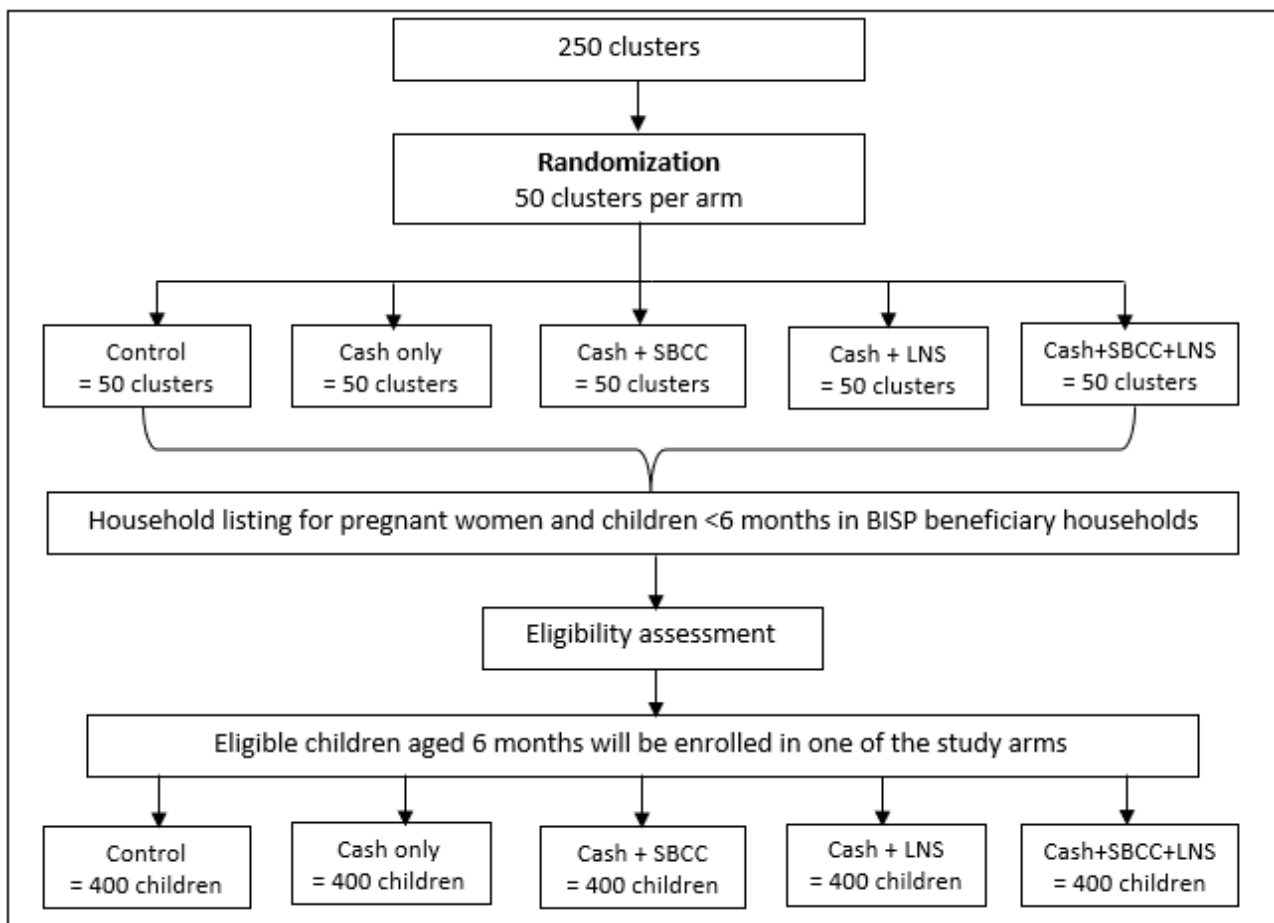 250 clusters
Randomization
50 clusters per arm
Control
= 50 clusters
Cash only
= 50 clusters
Cash + SBCC
= 50 clusters
Cash + LNS
= 50 clusters
Cash+SBCC+LNS
= 50 clusters
Household listing for pregnant women and children <6 months in BISP beneficiary households
Eligibility assessment
Eligible children aged 6 months will be enrolled in one of the study arms
Control
= 400 children
Cash only
= 400 children
Cash + SBCC
= 400 children
Cash + LNS
= 400 children
Cash+SBCC+LNS
= 400 children